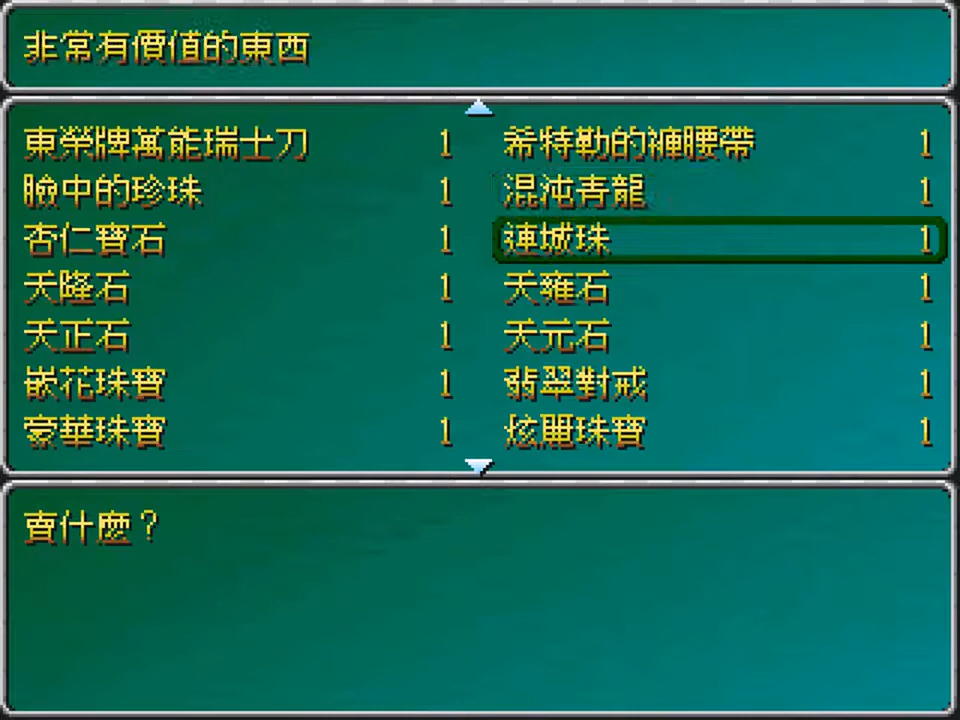 非常有價值的東西
東榮牌萬能瑞士刀 1 希特勒的褲腰帶 1
臉中的珍珠 1 混沌青龍 1
杏仁寶石 1 連城珠 1
天隆石 1 天雍石 1
天正石 1 天元石 1
嵌花珠寶 1 翡翠對戒 1
豪華珠寶 1 炫麗珠寶 1
賣什麼？